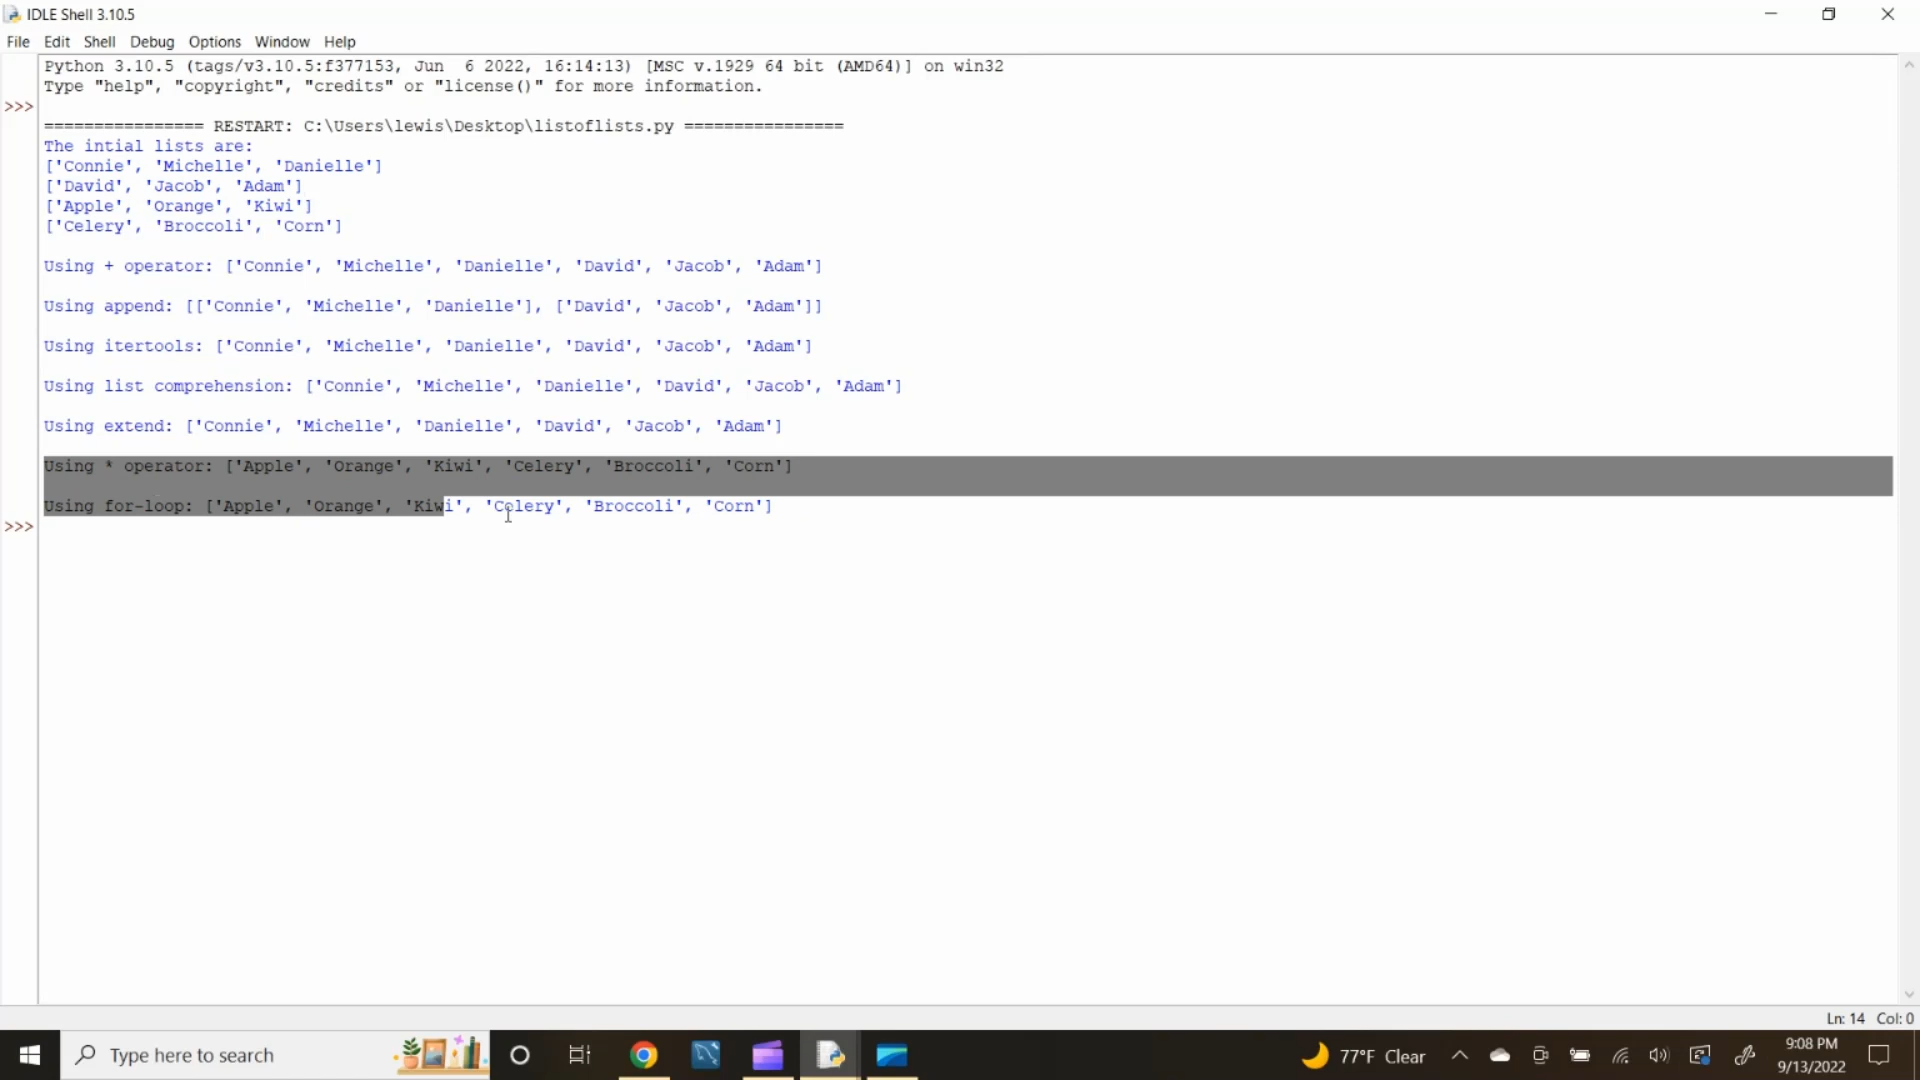 IDLE Shell 3.10.5
File Edit Shell Debug Options Window Help
Python 3.10.5 (tags/v3.10.5:f377153, Jun  6 2022, 16:14:13) [MSC v.1929 64 bit (AMD64)] on win32
Type "help", "copyright", "credits" or "license()" for more information.
>>>
================ RESTART: C:\Users\lewis\Desktop\listoflists.py ================
The intial lists are:
['Connie', 'Michelle', 'Danielle']
['David', 'Jacob', 'Adam']
['Apple', 'Orange', 'Kiwi']
['Celery', 'Broccoli', 'Corn']
Using + operator: ['Connie', 'Michelle', 'Danielle', 'David', 'Jacob', 'Adam']
Using append: [['Connie', 'Michelle', 'Danielle'], ['David', 'Jacob', 'Adam']]
Using itertools: ['Connie', 'Michelle', 'Danielle', 'David', 'Jacob', 'Adam']
Using list comprehension: ['Connie', 'Michelle', 'Danielle', 'David', 'Jacob', 'Adam']
Using extend: ['Connie', 'Michelle', 'Danielle', 'David', 'Jacob', 'Adam']
Using * operator: ['Apple', 'Orange', 'Kiwi', 'Celery', 'Broccoli', 'Corn']
Using for-loop: ['Apple', 'Orange', 'Kiwi', 'Celery', 'Broccoli', 'Corn']
>>>
Ln: 14 Col: 0
Type here to search
77°F Clear
9:08 PM
9/13/2022